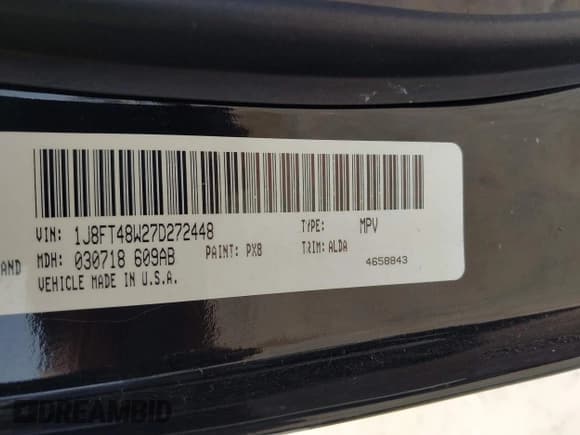 VIN: 1J8FT48W27D272448 TYPE: MPV
AND MDH: 030718 609AB PAINT: PX8 TRIM: ALDA
VEHICLE MADE IN U.S.A. 4658843
DREAMBID